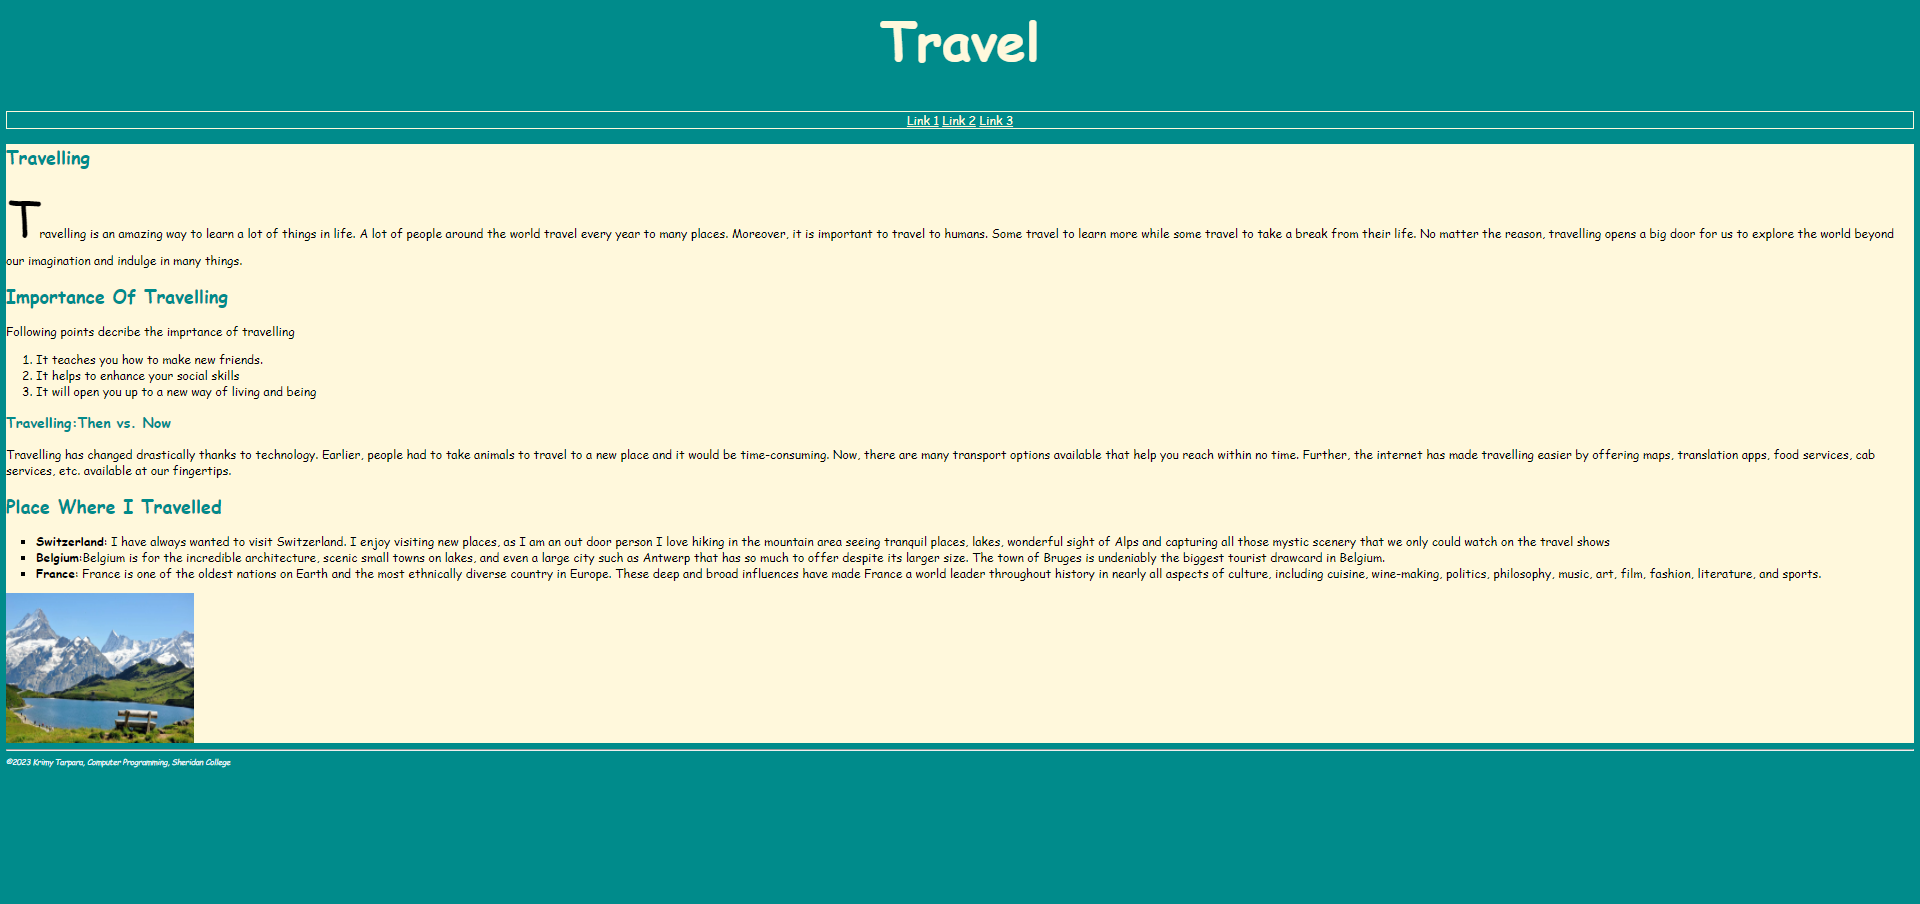 Travel
Link 1 Link 2 Link 3
Travelling
Travelling is an amazing way to learn a lot of things in life. A lot of people around the world travel every year to many places. Moreover, it is important to travel to humans. Some travel to learn more while some travel to take a break from their life. No matter the reason, travelling opens a big door for us to explore the world beyond
our imagination and indulge in many things.
Importance Of Travelling
Following points decribe the imprtance of travelling
1. It teaches you how to make new friends.
2. It helps to enhance your social skills
3. It will open you up to a new way of living and being
Travelling:Then vs. Now
Travelling has changed drastically thanks to technology. Earlier, people had to take animals to travel to a new place and it would be time-consuming. Now, there are many transport options available that help you reach within no time. Further, the internet has made travelling easier by offering maps, translation apps, food services, cab
services, etc. available at our fingertips.
Place Where I Travelled
▪ Switzerland: I have always wanted to visit Switzerland. I enjoy visiting new places, as I am an out door person I love hiking in the mountain area seeing tranquil places, lakes, wonderful sight of Alps and capturing all those mystic scenery that we only could watch on the travel shows
▪ Belgium:Belgium is for the incredible architecture, scenic small towns on lakes, and even a large city such as Antwerp that has so much to offer despite its larger size. The town of Bruges is undeniably the biggest tourist drawcard in Belgium.
▪ France: France is one of the oldest nations on Earth and the most ethnically diverse country in Europe. These deep and broad influences have made France a world leader throughout history in nearly all aspects of culture, including cuisine, wine-making, politics, philosophy, music, art, film, fashion, literature, and sports.
©2023 Krimy Tarpara, Computer Programming, Sheridan College